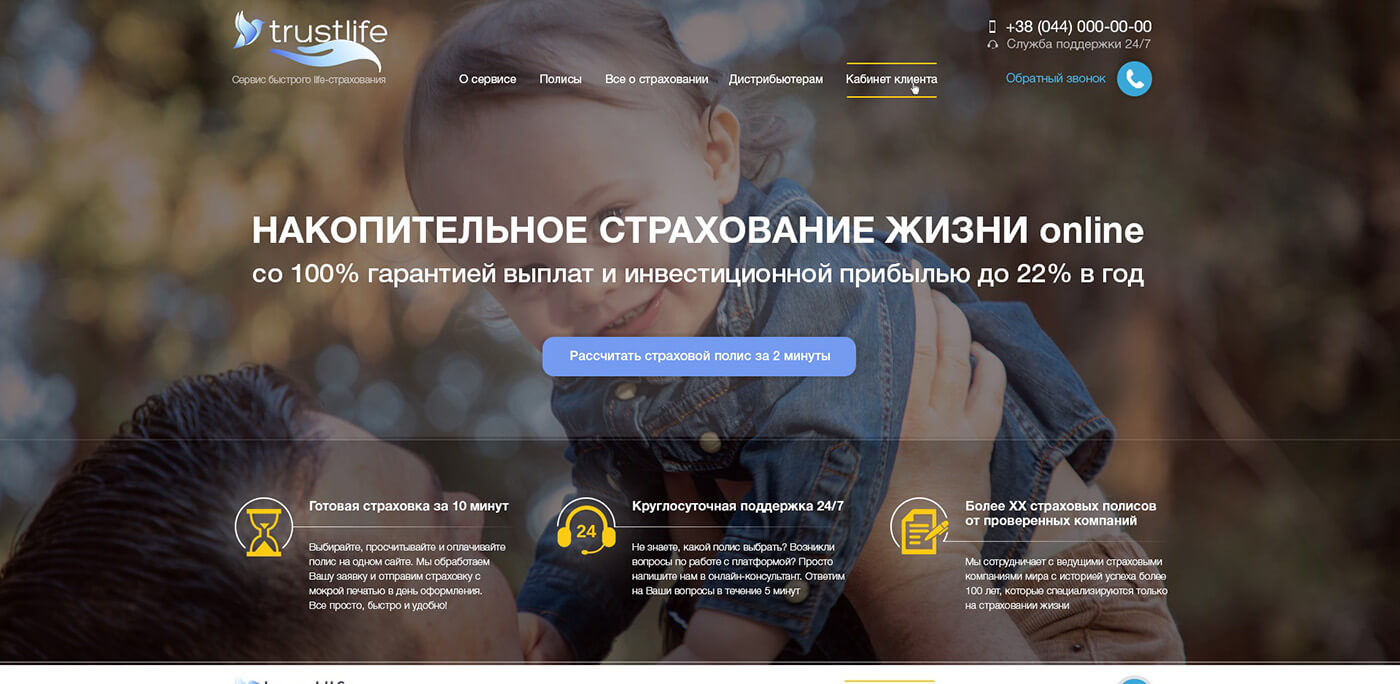 trustlife
Сервис быстрого life-страхования
+38 (044) 000-00-00
Служба поддержки 24/7
О сервисе Полисы Все о страховании Дистрибьютерам Кабинет клиента
Обратный звонок
НАКОПИТЕЛЬНОЕ СТРАХОВАНИЕ ЖИЗНИ online
со 100% гарантией выплат и инвестиционной прибылью до 22% в год
Рассчитать страховой полис за 2 минуты
Готовая страховка за 10 минут
Выбирайте, просчитывайте и оплачивайте
полис на одном сайте. Мы обработаем
Вашу заявку и отправим страховку с
мокрой печатью в день оформления.
Все просто, быстро и удобно!
24
Круглосуточная поддержка 24/7
Не знаете, какой полис выбрать? Возникли
вопросы по работе с платформой? Просто
напишите нам в онлайн-консультант. Ответим
на Ваши вопросы в течение 5 минут
Более XX страховых полисов
от проверенных компаний
Мы сотрудничает с ведущими страховыми
компаниями мира с историей успеха более
100 лет, которые специализируются только
на страховании жизни